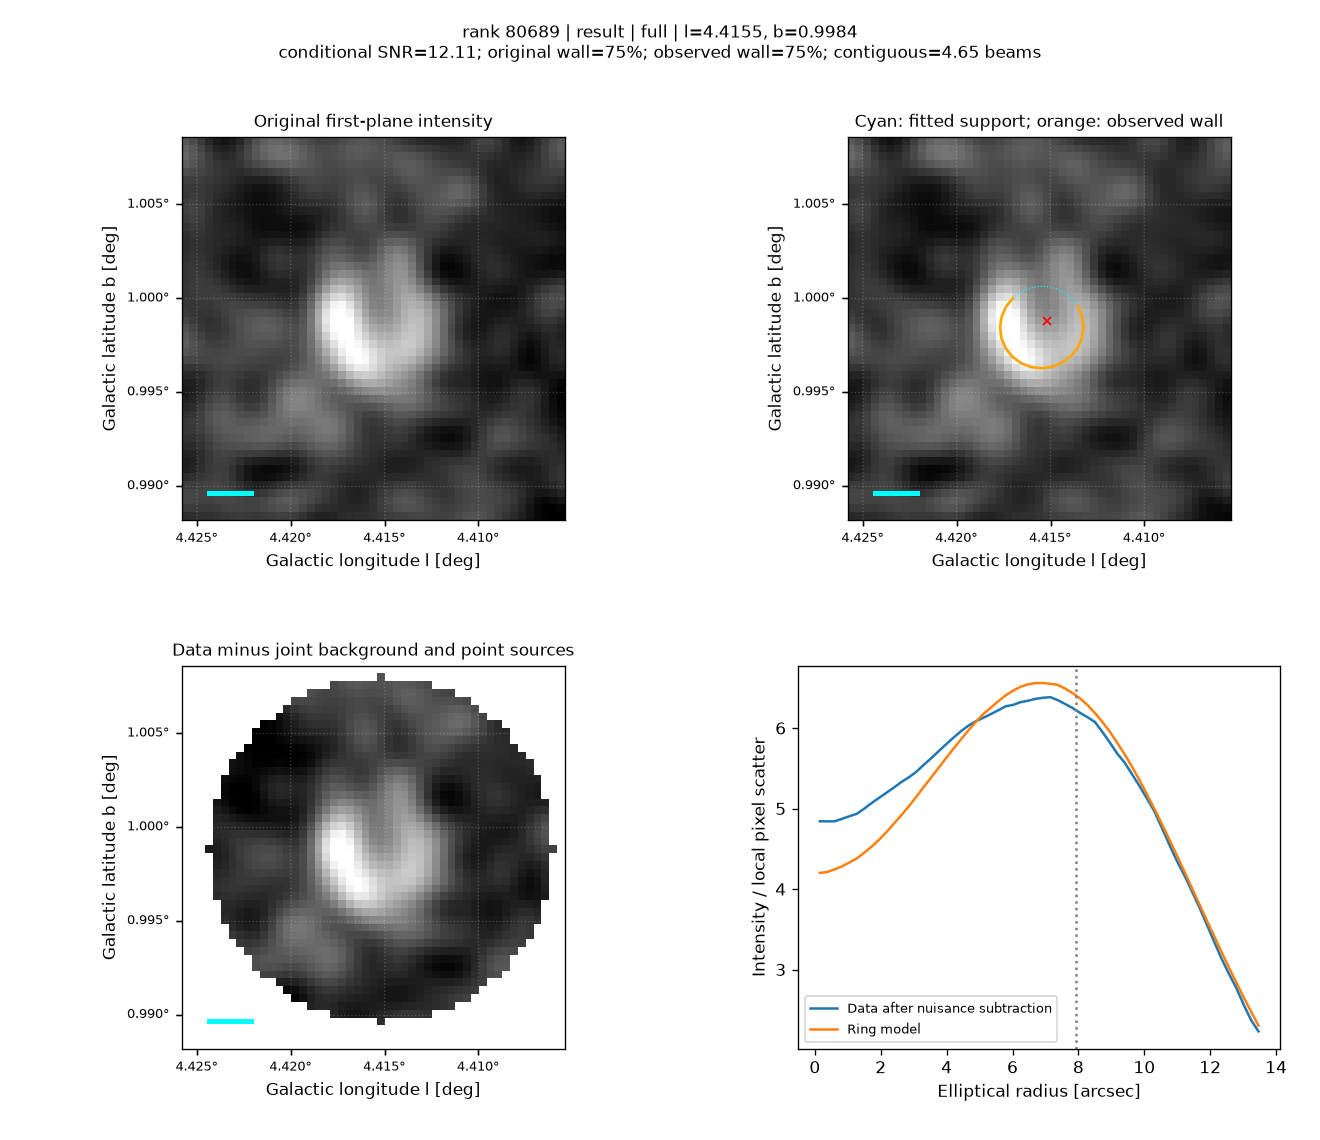 rank 80689 | result | full | l=4.4155, b=0.9984
conditional SNR=12.11; original wall=75%; observed wall=75%; contiguous=4.65 beams
Original first-plane intensity
1.005°
1.000°
0.995°
0.990°
4.425°
4.420°
4.415°
4.410°
Galactic longitude l [deg]
Galactic latitude b [deg]
Cyan: fitted support; orange: observed wall
1.005°
1.000°
0.995°
0.990°
4.425°
4.420°
4.415°
4.410°
Galactic longitude l [deg]
Galactic latitude b [deg]
Data minus joint background and point sources
1.005°
1.000°
0.995°
0.990°
4.425°
4.420°
4.415°
4.410°
Galactic longitude l [deg]
Galactic latitude b [deg]
6
5
4
3
0
2
4
6
8
10
12
14
Elliptical radius [arcsec]
Intensity / local pixel scatter
Data after nuisance subtraction
Ring model